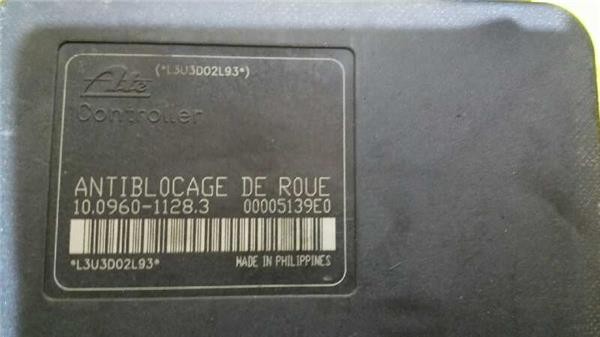 (*L3U3D02L93*)
Ate
Controller
ANTIBLOCAGE DE ROUE
10.0960-1128.3 00005139E0
*L3U3D02L93*
MADE IN PHILIPPINES